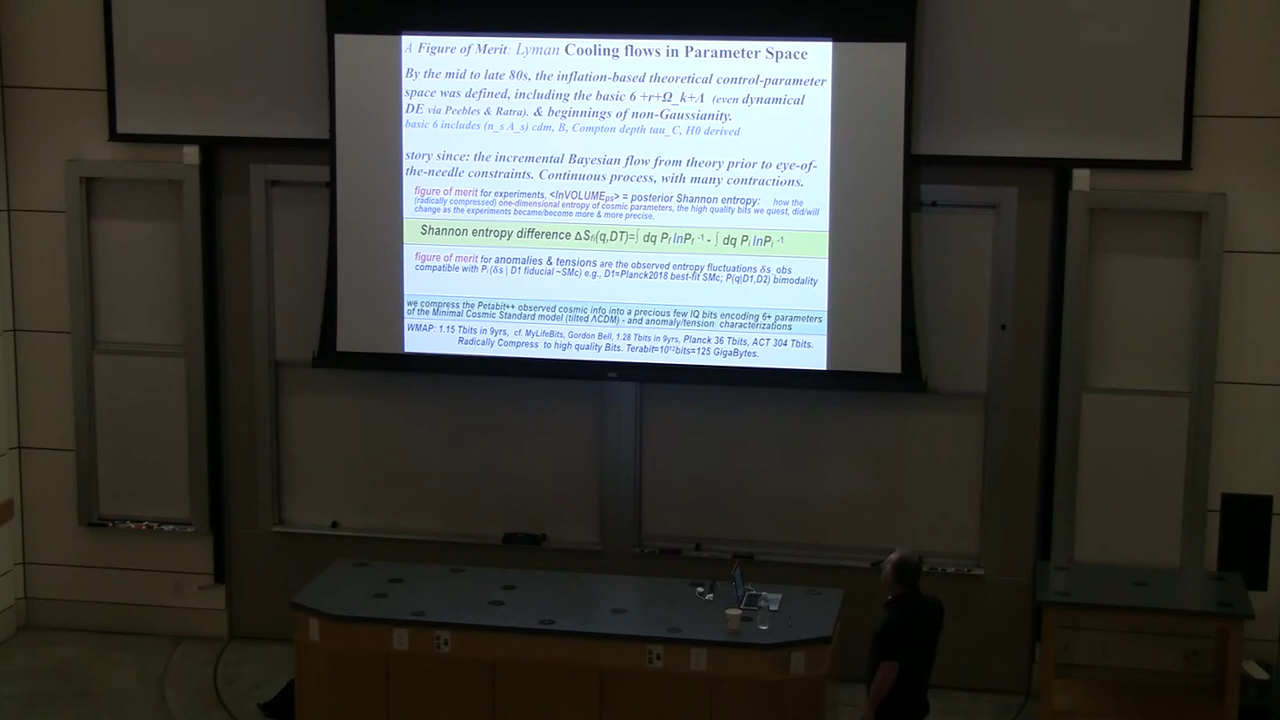 A Figure of Merit: Lyman Cooling flows in Parameter Space
By the mid to late 80s, the inflation-based theoretical control-parameter
space was defined, including the basic 6 +r+Ω_k+Λ (even dynamical
DE via Peebles & Ratra). & beginnings of non-Gaussianity.
basic 6 includes (n_s A_s) cdm, B, Compton depth tau_C, H0 derived
story since: the incremental Bayesian flow from theory prior to eye-of-
the-needle constraints. Continuous process, with many contractions.
figure of merit for experiments, <lnVOLUMEps> = posterior Shannon entropy: how the
(radically compressed) one-dimensional entropy of cosmic parameters, the high quality bits we quest, did/will
change as the experiments became/become more & more precise.
Shannon entropy difference ΔSfi(q,DT)=∫ dq Pf lnPf ⁻¹ - ∫ dq Pi lnPi ⁻¹
figure of merit for anomalies & tensions are the observed entropy fluctuations δs_obs
compatible with Pi (δs | D1 fiducial ~SMc) e.g., D1=Planck2018 best-fit SMc; P(q|D1,D2) bimodality
we compress the Petabit++ observed cosmic info into a precious few IQ bits encoding 6+ parameters
of the Minimal Cosmic Standard model (tilted ΛCDM) - and anomaly/tension characterizations
WMAP: 1.15 Tbits in 9yrs, cf. MyLifeBits, Gordon Bell, 1.28 Tbits in 9yrs, Planck 36 Tbits, ACT 304 Tbits.
Radically Compress to high quality Bits. Terabit=10¹²bits=125 GigaBytes.